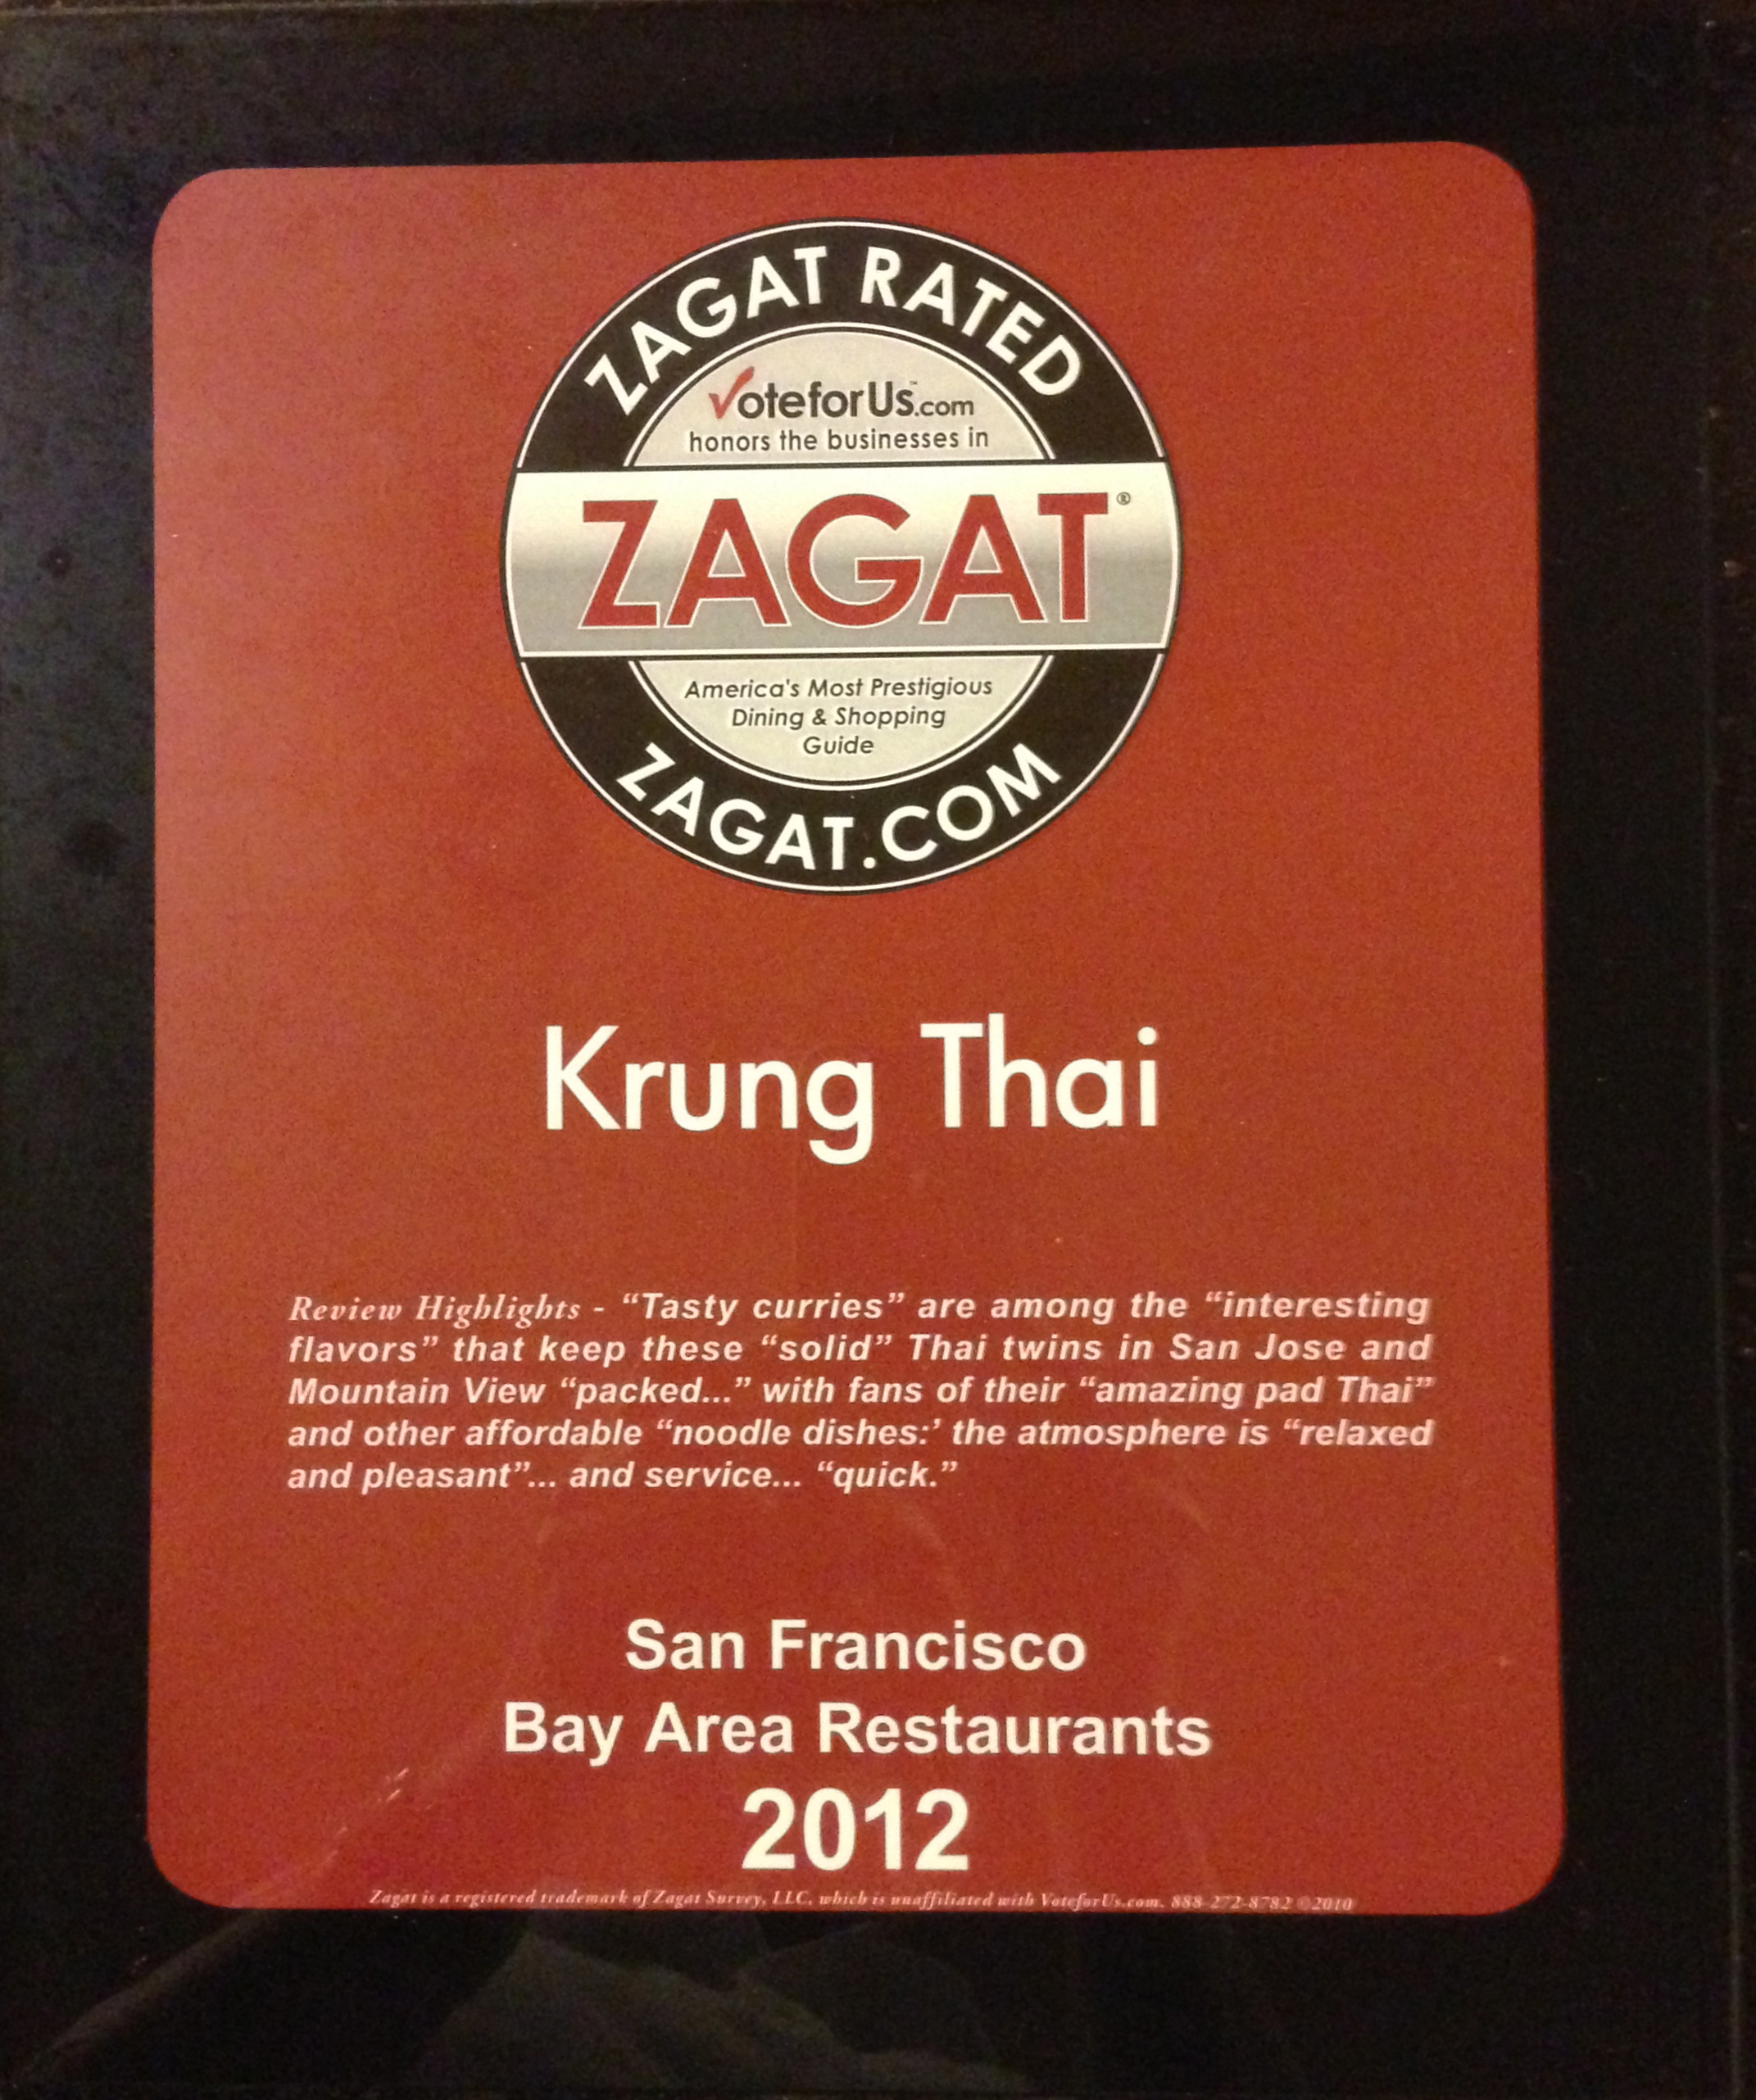 ZAGAT RATED
VoteforUs.com™
honors the businesses in
ZAGAT®
America's Most Prestigious
Dining & Shopping
Guide
ZAGAT.COM
Krung Thai
Review Highlights - “Tasty curries” are among the “interesting
flavors” that keep these “solid” Thai twins in San Jose and
Mountain View “packed...” with fans of their “amazing pad Thai”
and other affordable “noodle dishes:’ the atmosphere is “relaxed
and pleasant”... and service... “quick.”
San Francisco
Bay Area Restaurants
2012
Zagat is a registered trademark of Zagat Survey, LLC, which is unaffiliated with VoteforUs.com. 888-272-8782 ©2010